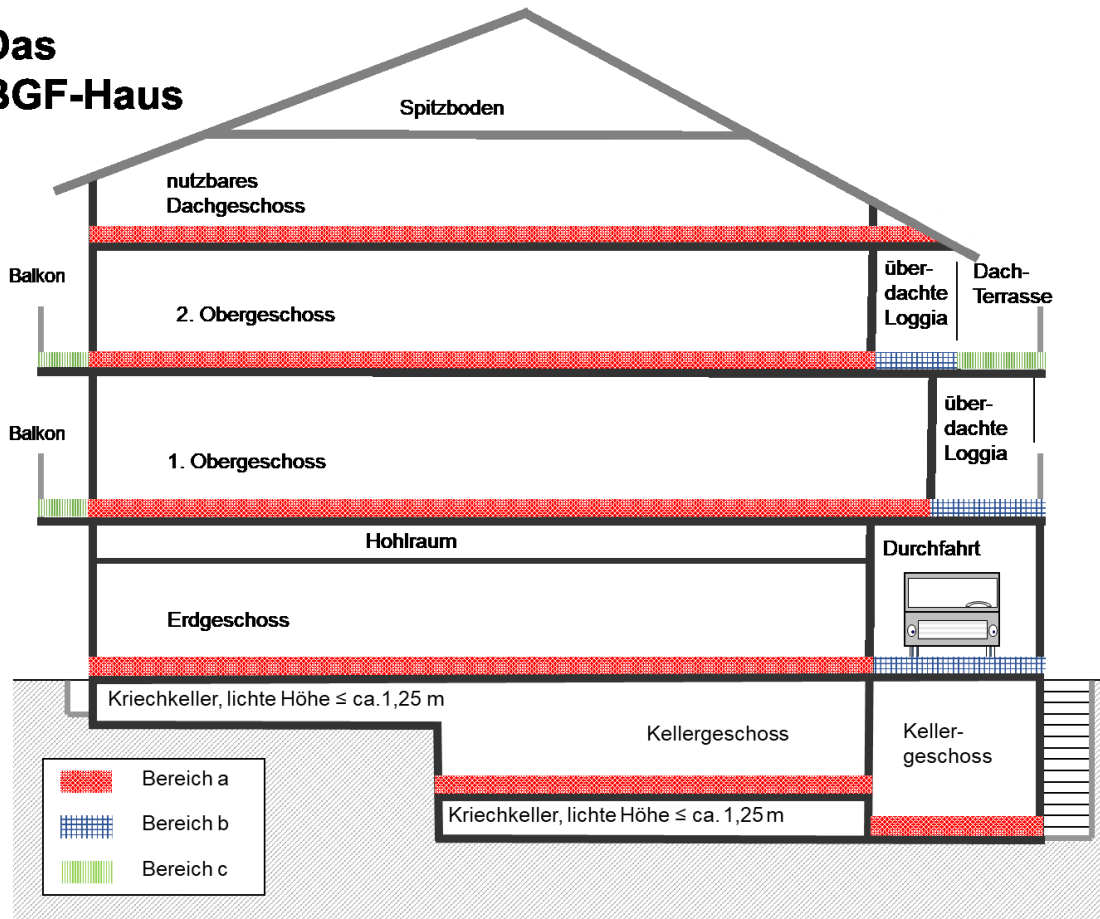 Das
BGF-Haus
Spitzboden
nutzbares
Dachgeschoss
Balkon
2. Obergeschoss
über-
dachte
Loggia
Dach-
Terrasse
Balkon
1. Obergeschoss
über-
dachte
Loggia
Hohlraum
Durchfahrt
Erdgeschoss
Kriechkeller, lichte Höhe ≤ ca.1,25 m
Kellergeschoss
Keller-
geschoss
Kriechkeller, lichte Höhe ≤ ca. 1,25 m
Bereich a
Bereich b
Bereich c